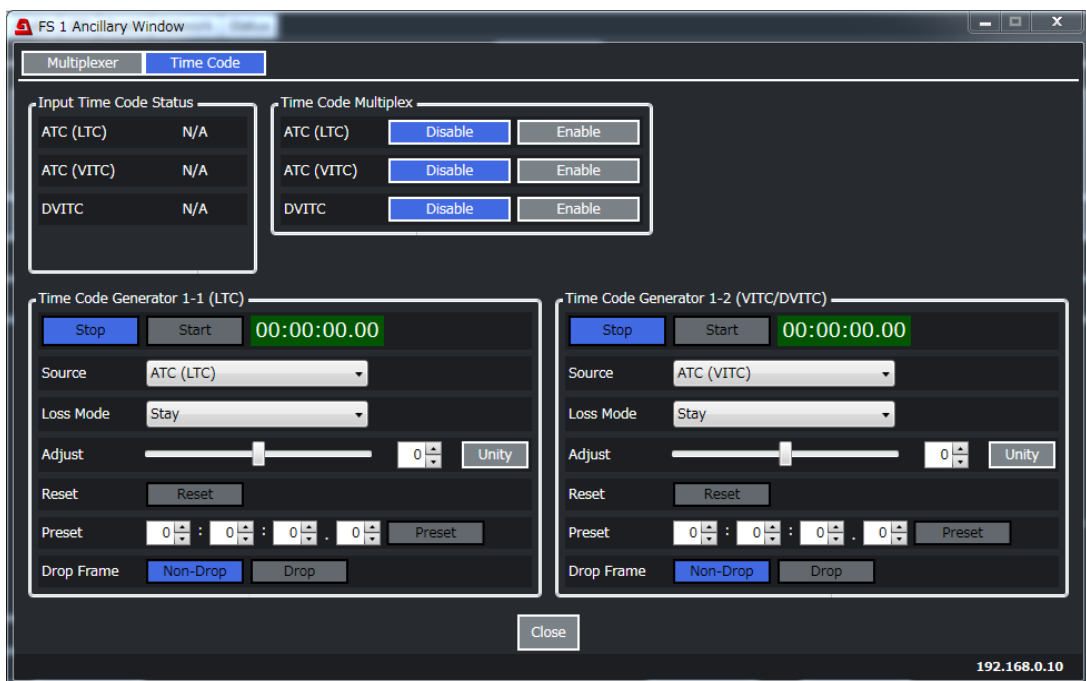 FS 1 Ancillary Window
Multiplexer Time Code
Input Time Code Status
ATC (LTC) N/A
ATC (VITC) N/A
DVITC N/A
Time Code Multiplex
ATC (LTC) Disable Enable
ATC (VITC) Disable Enable
DVITC Disable Enable
Time Code Generator 1-1 (LTC)
Stop Start 00:00:00.00
Source ATC (LTC)
Loss Mode Stay
Adjust 0 Unity
Reset Reset
Preset 0 : 0 : 0 . 0 Preset
Drop Frame Non-Drop Drop
Time Code Generator 1-2 (VITC/DVITC)
Stop Start 00:00:00.00
Source ATC (VITC)
Loss Mode Stay
Adjust 0 Unity
Reset Reset
Preset 0 : 0 : 0 . 0 Preset
Drop Frame Non-Drop Drop
Close
192.168.0.10